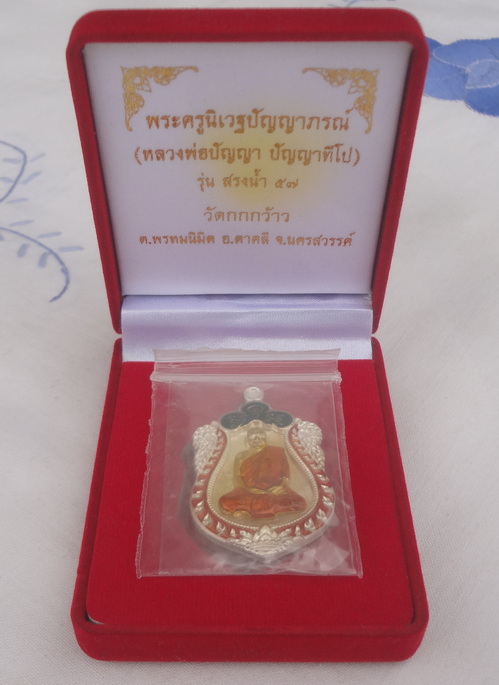 พระครูนิเวฐปัญญาภรณ์
(หลวงพ่อปัญญา ปัญญาทีโป)
รุ่น สรงน้ำ ๕๗
วัดกกกว้าว
ต.พรหมนิมิต อ.ตาคลี จ.นครสวรรค์